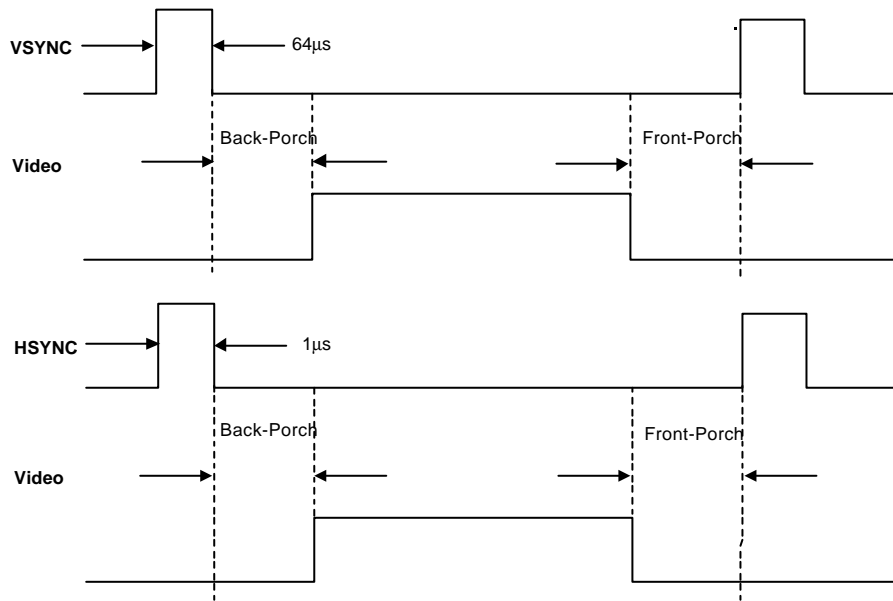 VSYNC 64μs
Back-Porch Front-Porch
Video
HSYNC 1μs
Back-Porch Front-Porch
Video